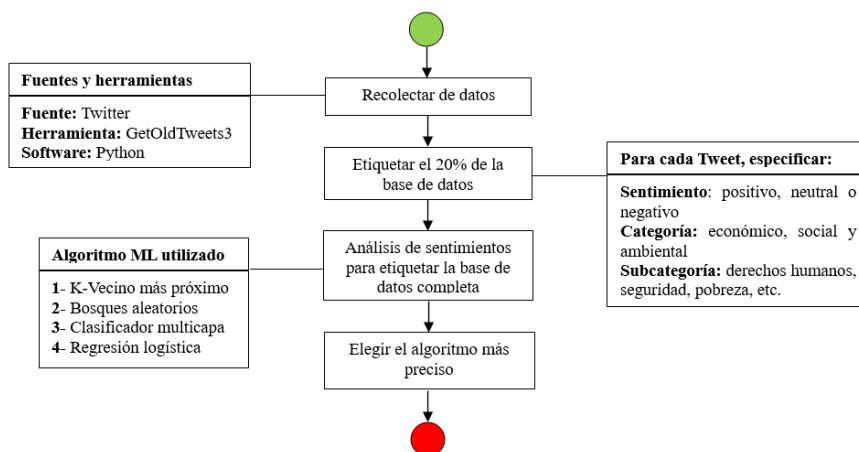 Fuentes y herramientas
Fuente: Twitter
Herramienta: GetOldTweets3
Software: Python
Recolectar de datos
Etiquetar el 20% de la
base de datos
Para cada Tweet, especificar:
Sentimiento: positivo, neutral o
negativo
Categoría: económico, social y
ambiental
Subcategoría: derechos humanos,
seguridad, pobreza, etc.
Algoritmo ML utilizado
1- K-Vecino más próximo
2- Bosques aleatorios
3- Clasificador multicapa
4- Regresión logística
Análisis de sentimientos
para etiquetar la base de
datos completa
Elegir el algoritmo más
preciso